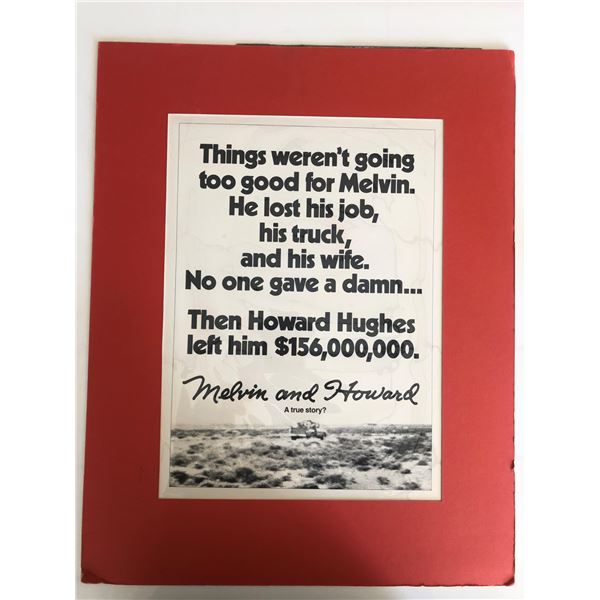 Things weren't going
too good for Melvin.
He lost his job,
his truck,
and his wife.
No one gave a damn...
Then Howard Hughes
left him $156,000,000.
Melvin and Howard
A true story?